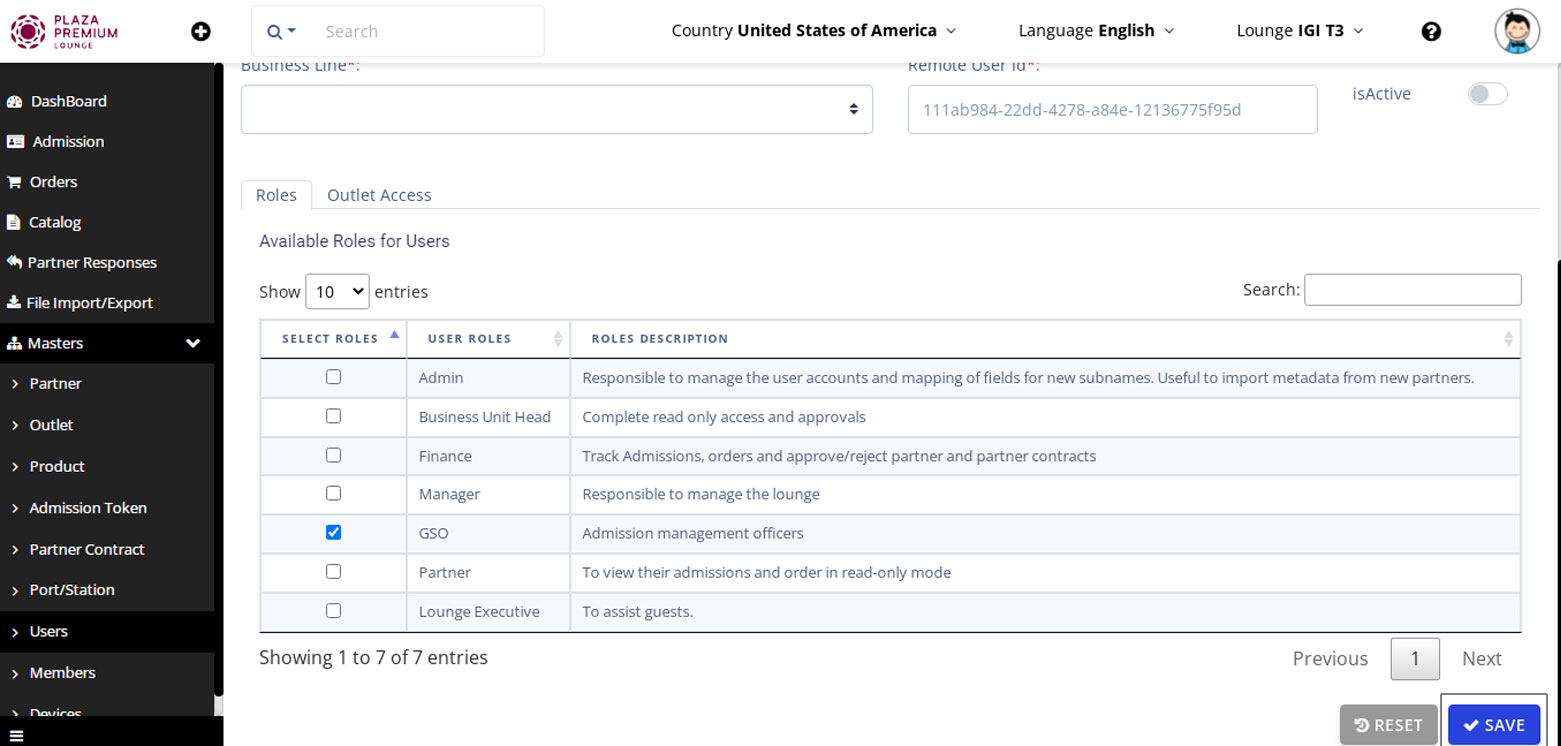 PLAZA
PREMIUM
LOUNGE
Search
Country United States of America
Language English
Lounge IGI T3
DashBoard
Admission
Orders
Catalog
Partner Responses
File Import/Export
Masters
Partner
Outlet
Product
Admission Token
Partner Contract
Port/Station
Users
Members
Devices
Business Line*:
Remote User Id*:
111ab984-22dd-4278-a84e-12136775f95d
isActive
Roles Outlet Access
Available Roles for Users
Show 10 entries
Search:
SELECT ROLES USER ROLES ROLES DESCRIPTION
Admin Responsible to manage the user accounts and mapping of fields for new subnames. Useful to import metadata from new partners.
Business Unit Head Complete read only access and approvals
Finance Track Admissions, orders and approve/reject partner and partner contracts
Manager Responsible to manage the lounge
GSO Admission management officers
Partner To view their admissions and order in read-only mode
Lounge Executive To assist guests.
Showing 1 to 7 of 7 entries
Previous 1 Next
RESET SAVE